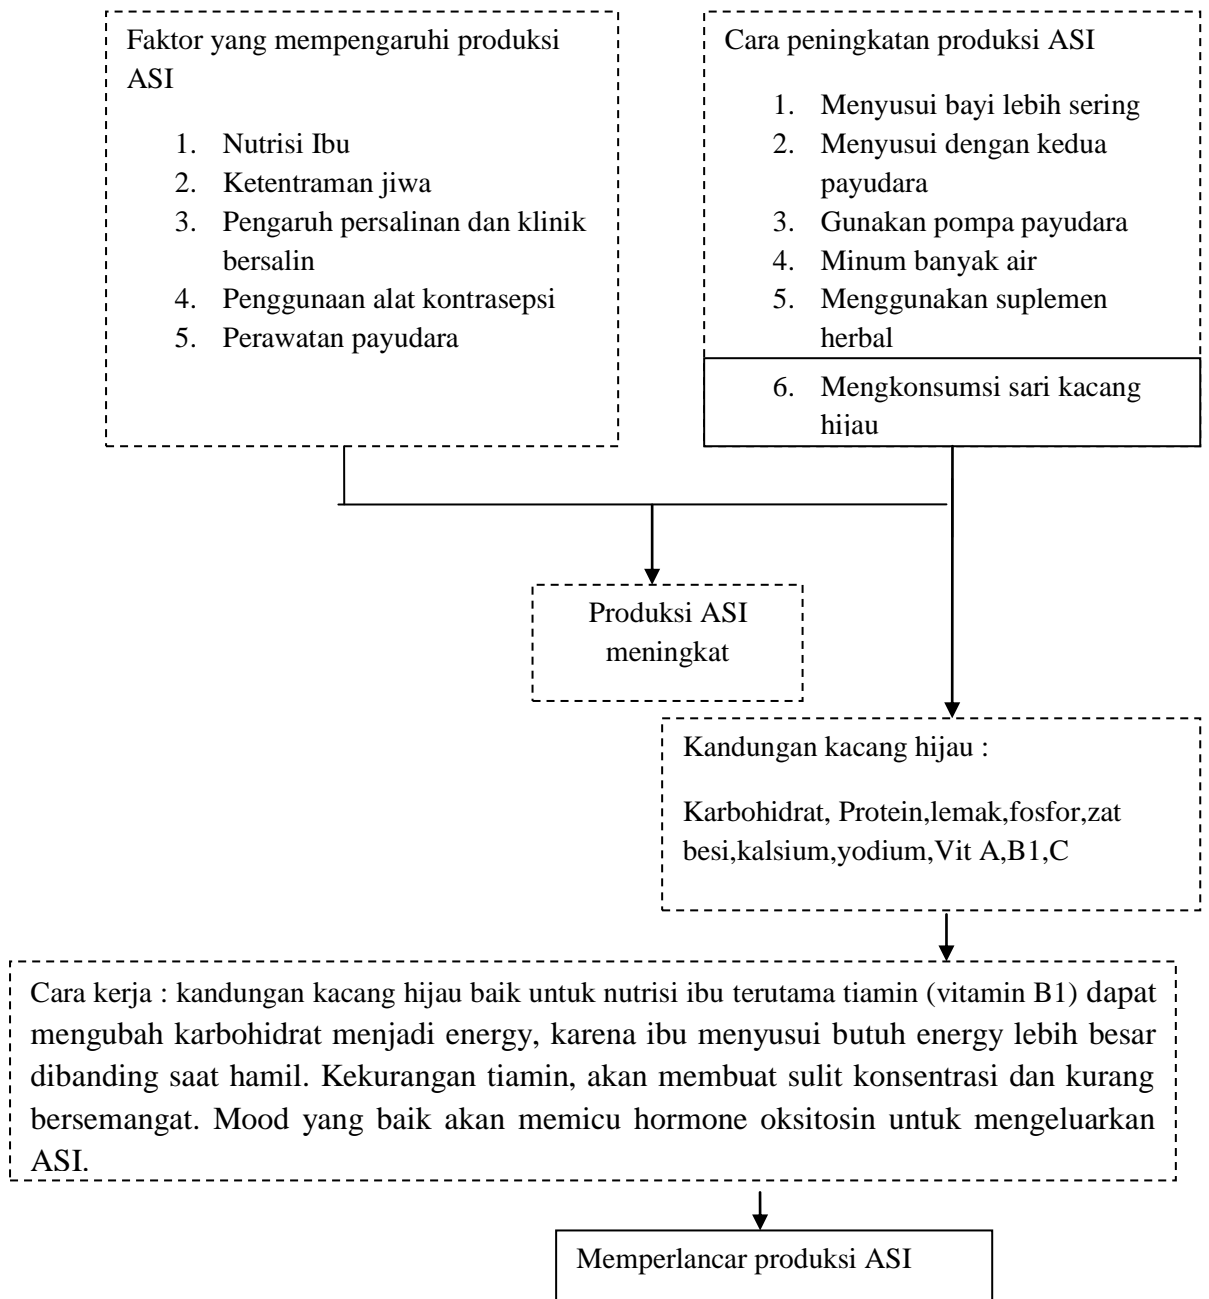 Faktor yang mempengaruhi produksi
ASI
1. Nutrisi Ibu
2. Ketentraman jiwa
3. Pengaruh persalinan dan klinik
bersalin
4. Penggunaan alat kontrasepsi
5. Perawatan payudara
Cara peningkatan produksi ASI
1. Menyusui bayi lebih sering
2. Menyusui dengan kedua
payudara
3. Gunakan pompa payudara
4. Minum banyak air
5. Menggunakan suplemen
herbal
6. Mengkonsumsi sari kacang
hijau
Produksi ASI
meningkat
Kandungan kacang hijau :
Karbohidrat, Protein,lemak,fosfor,zat
besi,kalsium,yodium,Vit A,B1,C
Cara kerja : kandungan kacang hijau baik untuk nutrisi ibu terutama tiamin (vitamin B1) dapat
mengubah karbohidrat menjadi energy, karena ibu menyusui butuh energy lebih besar
dibanding saat hamil. Kekurangan tiamin, akan membuat sulit konsentrasi dan kurang
bersemangat. Mood yang baik akan memicu hormone oksitosin untuk mengeluarkan
ASI.
Memperlancar produksi ASI